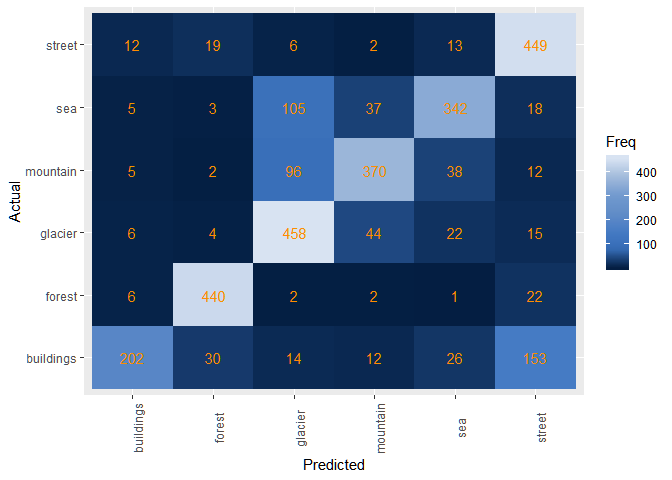 street 12 19 6 2 13 449
sea 5 3 105 37 342 18
mountain 5 2 96 370 38 12
glacier 6 4 458 44 22 15
forest 6 440 2 2 1 22
buildings 202 30 14 12 26 153
buildings forest glacier mountain sea street
Predicted
Actual
Freq
400
300
200
100